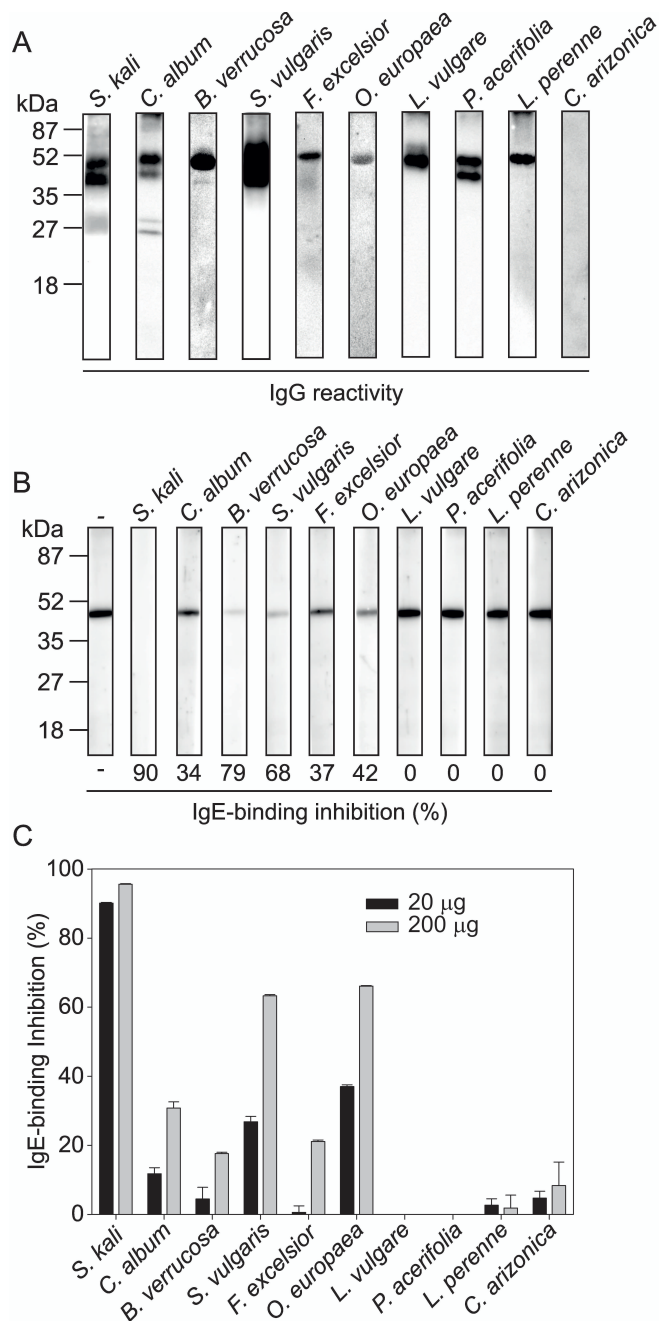 A
kDa
S. kali
C. album
B. verrucosa
S. vulgaris
F. excelsior
O. europaea
L. vulgare
P. acerifolia
L. perenne
C. arizonica
87
52
35
27
18
IgG reactivity
B
kDa
-
S. kali
C. album
B. verrucosa
S. vulgaris
F. excelsior
O. europaea
L. vulgare
P. acerifolia
L. perenne
C. arizonica
87
52
35
27
18
- 90 34 79 68 37 42 0 0 0 0
IgE-binding inhibition (%)
C
IgE-binding Inhibition (%)
100
80
60
40
20
0
20 μg
200 μg
S. kali
C. album
B. verrucosa
S. vulgaris
F. excelsior
O. europaea
L. vulgare
P. acerifolia
L. perenne
C. arizonica